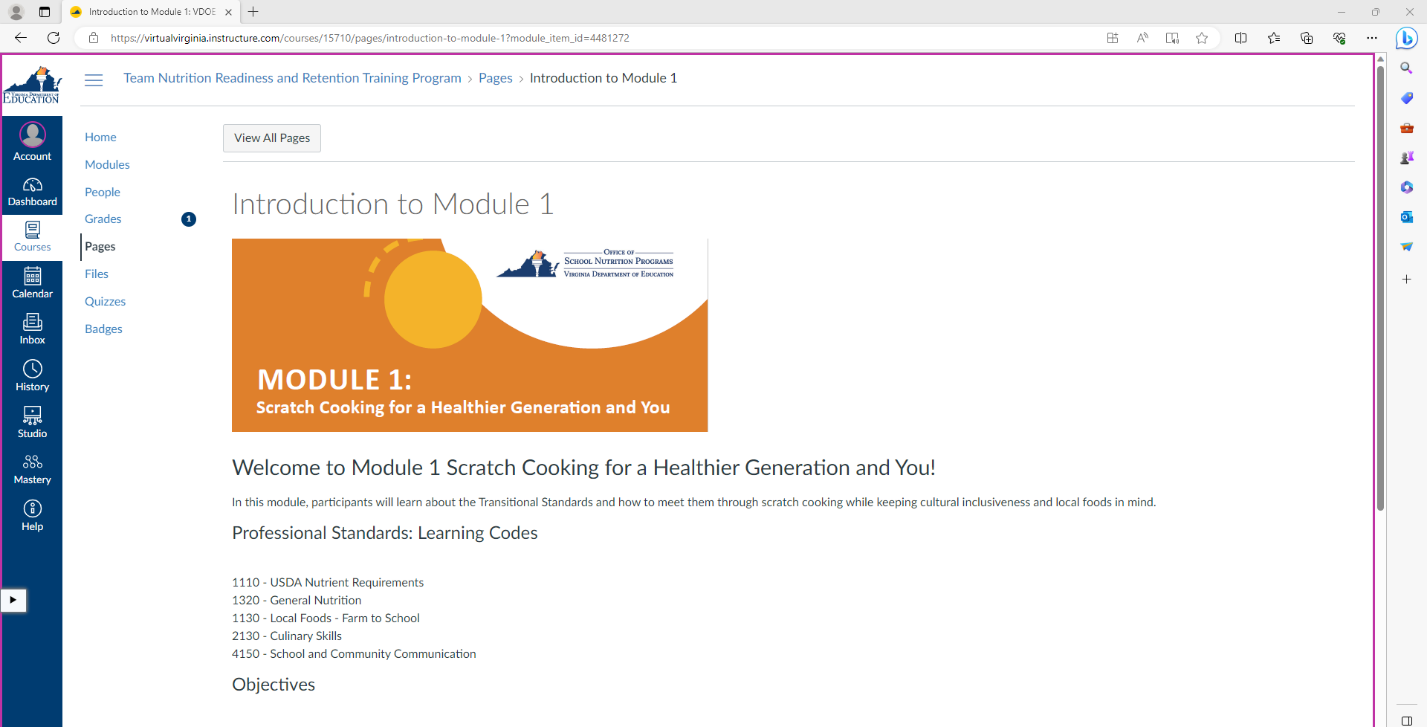 Introduction to Module 1: VDOE
https://virtualvirginia.instructure.com/courses/15710/pages/introduction-to-module-1?module_item_id=4481272
VIRGINIA DEPARTMENT OF
EDUCATION
Team Nutrition Readiness and Retention Training Program > Pages > Introduction to Module 1
Account
Dashboard
Courses
Calendar
Inbox
History
Studio
Mastery
Help
Home
Modules
People
Grades 1
Pages
Files
Quizzes
Badges
View All Pages
Introduction to Module 1
OFFICE OF
SCHOOL NUTRITION PROGRAMS
VIRGINIA DEPARTMENT OF EDUCATION
MODULE 1:
Scratch Cooking for a Healthier Generation and You
Welcome to Module 1 Scratch Cooking for a Healthier Generation and You!
In this module, participants will learn about the Transitional Standards and how to meet them through scratch cooking while keeping cultural inclusiveness and local foods in mind.
Professional Standards: Learning Codes
1110 - USDA Nutrient Requirements
1320 - General Nutrition
1130 - Local Foods - Farm to School
2130 - Culinary Skills
4150 - School and Community Communication
Objectives